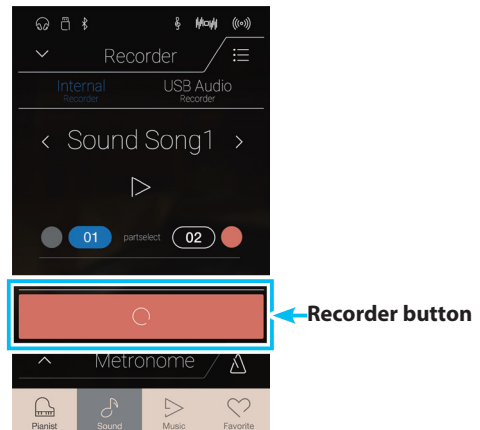 Recorder
Internal
Recorder
USB Audio
Recorder
Sound Song1
01
partselect
02
Recorder button
Metronome
Pianist
Sound
Music
Favorite